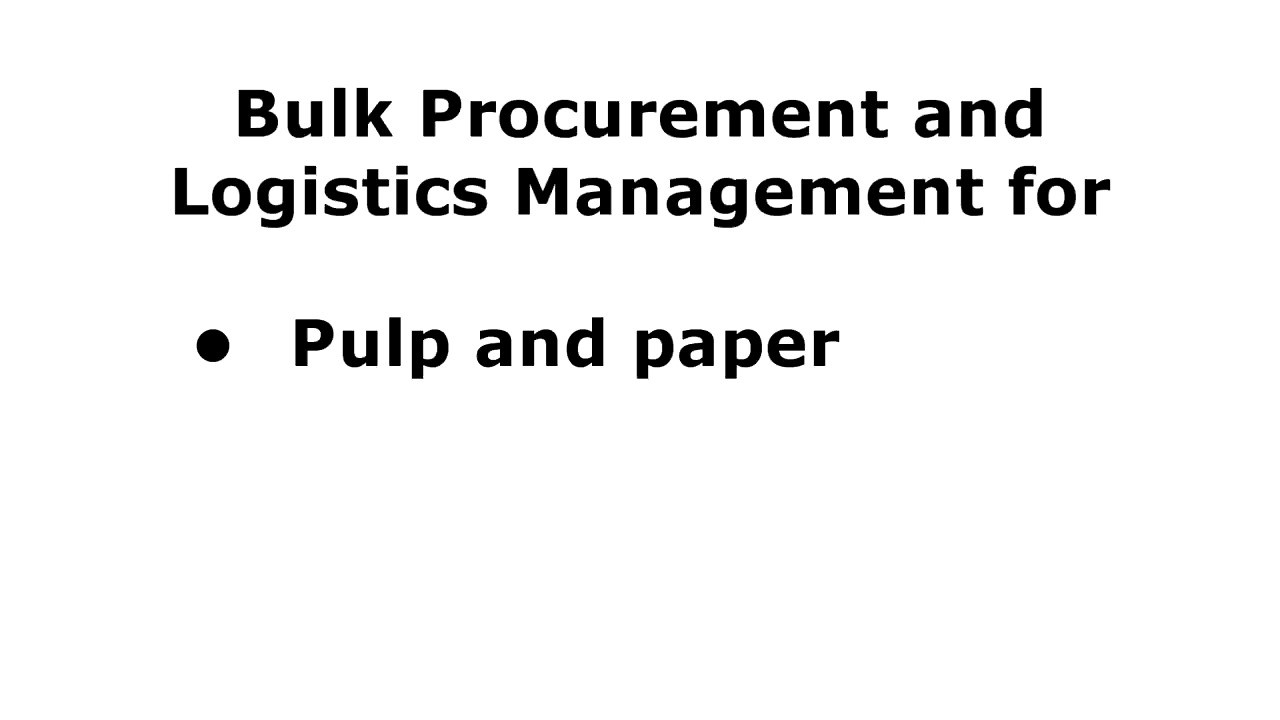 Bulk Procurement and
Logistics Management for
● Pulp and paper